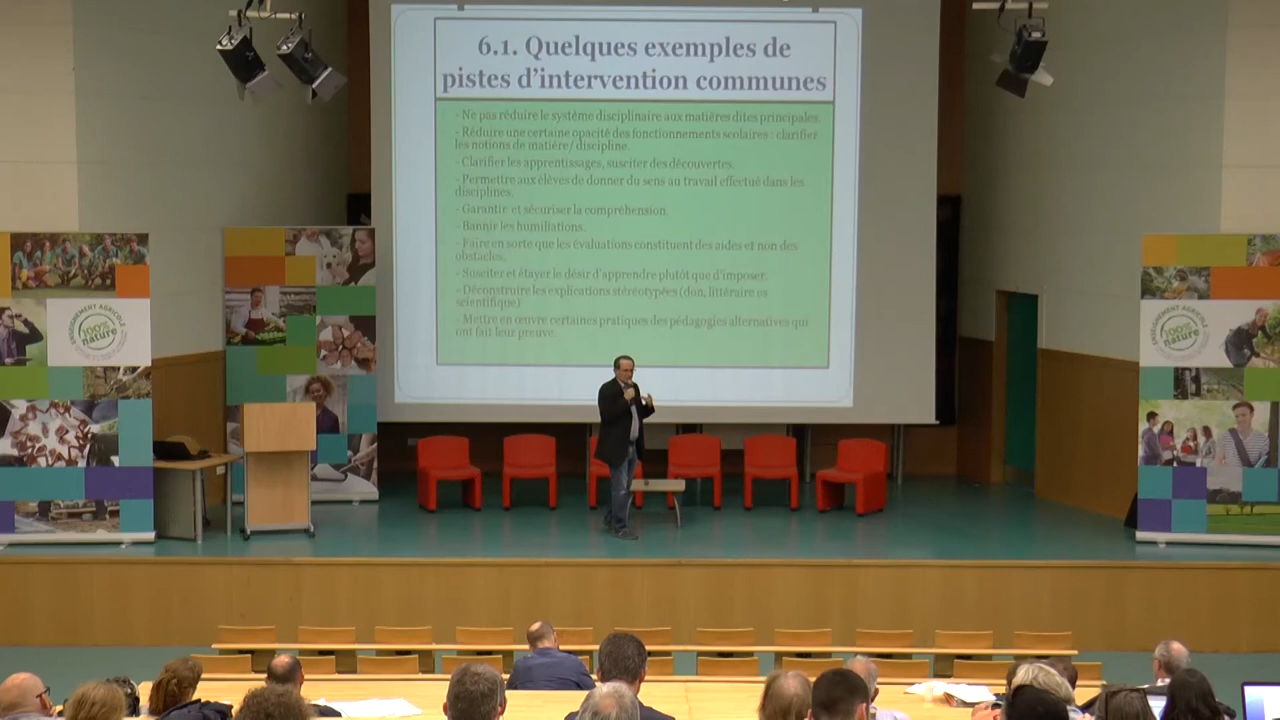 6.1. Quelques exemples de
pistes d'intervention communes
- Ne pas réduire le système disciplinaire aux matières dites principales.
- Réduire une certaine opacité des fonctionnements scolaires : clarifier
les notions de matière/ discipline.
- Clarifier les apprentissages, susciter des découvertes.
- Permettre aux élèves de donner du sens au travail effectué dans les
disciplines.
- Garantir et sécuriser la compréhension.
- Bannir les humiliations.
- Faire en sorte que les évaluations constituent des aides et non des
obstacles.
- Susciter et étayer le désir d'apprendre plutôt que d'imposer.
- Déconstruire les explications stéréotypées (don, littéraire vs
scientifique)
- Mettre en œuvre certaines pratiques des pédagogies alternatives qui
ont fait leur preuve.
ENSEIGNEMENT AGRICOLE
100%
nature
ENSEIGNEMENT AGRICOLE
100%
nature